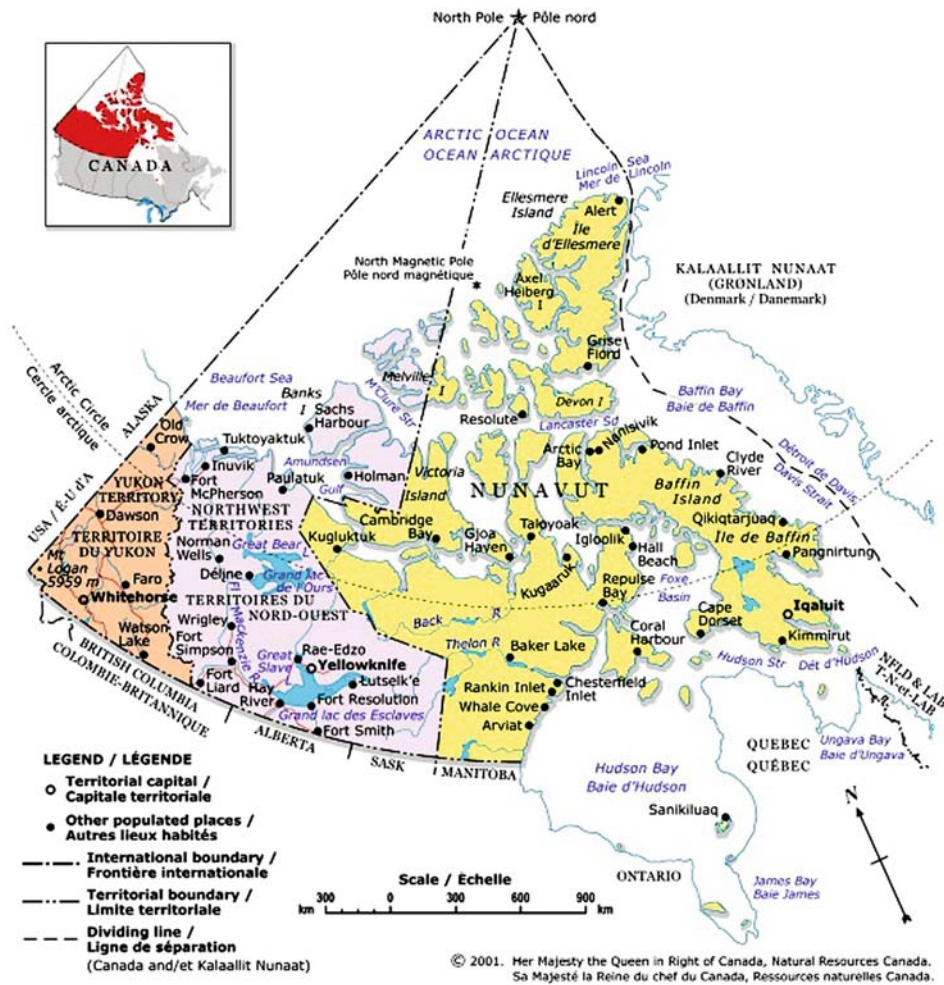 North Pole Pôle nord
CANADA
ARCTIC OCEAN
OCEAN ARCTIQUE
Lincoln Sea
Mer de Lincoln
Ellesmere
Island
Alert
Île
d'Ellesmere
North Magnetic Pole
Pôle nord magnétique
Axel
Heiberg
I
KALAALLIT NUNAAT
(GRØNLAND)
(Denmark / Danemark)
Grise
Fiord
Arctic Circle
Cercle arctique
Beaufort Sea
Mer de Beaufort
Banks
I
Sachs
Harbour
Melville
I
M'Clure Str
Devon I
Resolute
Lancaster Sd
Baffin Bay
Baie de Baffin
ALASKA
USA / É-U d'A
Old
Crow
Tuktoyaktuk
Inuvik
Fort
McPherson
Amundsen
Gulf
Paulatuk
Holman
Victoria
Island
Arctic
Bay
Nanisivik
Pond Inlet
Clyde
River
Détroit de Davis
Davis Strait
NUNAVUT
Baffin
Island
Île de Baffin
YUKON
TERRITORY
Dawson
TERRITOIRE
DU YUKON
NORTHWEST
TERRITORIES
Norman
Wells
Great Bear
L
Grand lac
de l'Ours
Déline
Kugluktuk
Cambridge
Bay
Gjoa
Haven
Taloyoak
Kugaaruk
Igloolik
Hall
Beach
Qikiqtarjuaq
Pangnirtung
Mt
Logan
5959 m
Faro
Whitehorse
Watson
Lake
TERRITOIRES DU
NORD-OUEST
Wrigley
Fl Mackenzie R
Fort
Simpson
Fort
Liard
Hay
River
Great
Slave
L
Rae-Edzo
Yellowknife
Lutselk'e
Fort Resolution
Grand lac des Esclaves
Fort Smith
Back
R
Thelon R
Baker Lake
Repulse
Bay
Foxe
Basin
Coral
Harbour
Cape
Dorset
Iqaluit
Kimmirut
Hudson Str
Dét d'Hudson
Chesterfield
Inlet
Rankin Inlet
Whale Cove
Arviat
BRITISH COLUMBIA
COLOMBIE-BRITANNIQUE
ALBERTA
SASK
MANITOBA
NFLD & LAB
T-N-et-LAB
QUEBEC
QUÉBEC
Ungava Bay
Baie d'Ungava
Hudson Bay
Baie d'Hudson
Sanikiluaq
N
ONTARIO
James Bay
Baie James
LEGEND / LÉGENDE
Territorial capital /
Capitale territoriale
Other populated places /
Autres lieux habités
International boundary /
Frontière internationale
Territorial boundary /
Limite territoriale
Dividing line /
Ligne de séparation
(Canada and/et Kalaallit Nunaat)
Scale / Échelle
km 300 0 300 600 900 km
© 2001. Her Majesty the Queen in Right of Canada, Natural Resources Canada.
Sa Majesté la Reine du chef du Canada, Ressources naturelles Canada.